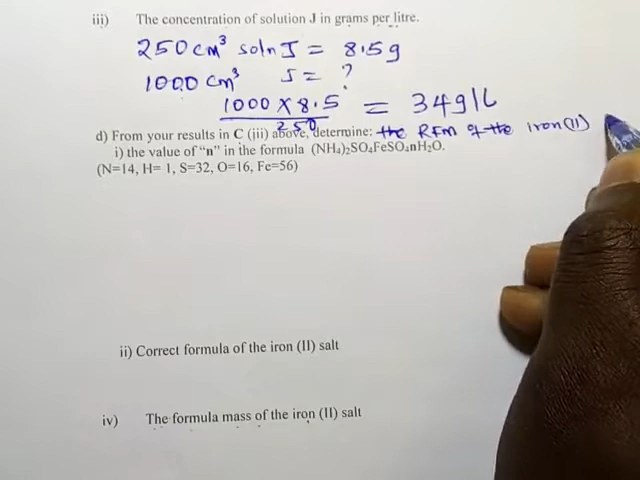 iii) The concentration of solution J in grams per litre.
250cm³ soln J = 8.5g
1000 cm³ J = ?
1000 × 8.5 = 34g/L
250
d) From your results in C (iii) above, determine: the RFM of the iron(II)
i) the value of "n" in the formula (NH₄)₂SO₄FeSO₄nH₂O.
(N=14, H= 1, S=32, O=16, Fe=56)
ii) Correct formula of the iron (II) salt
iv) The formula mass of the iron (II) salt